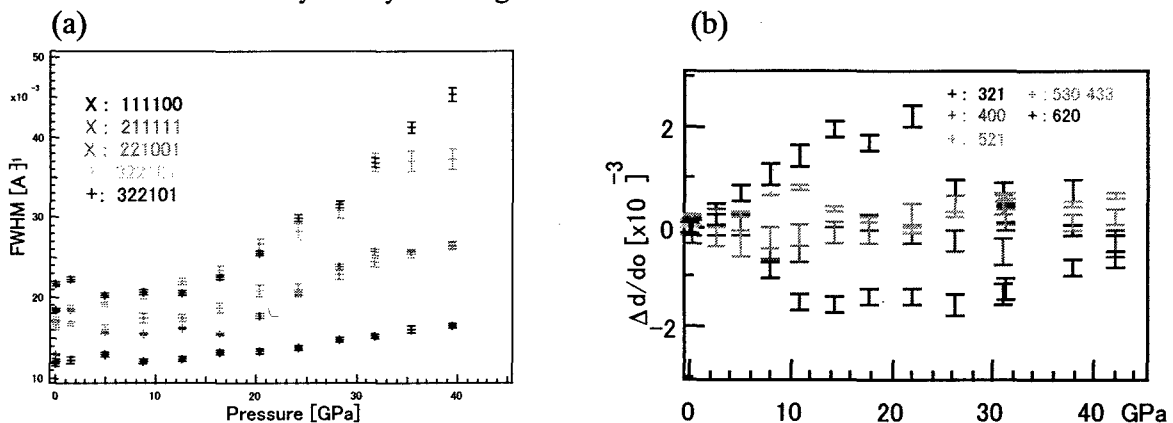 (a)
50
x10⁻³
40
30
20
10
FWHM [A]¹
X : 111100
X : 211111
X : 221001
+: 322101
0 10 20 30 40
Pressure [GPa]
(b)
2
0
-2
Δd/do [x10⁻³]
+: 321 +: 530 433
+: 400 +: 620
+: 521
0 10 20 30 40 GPa